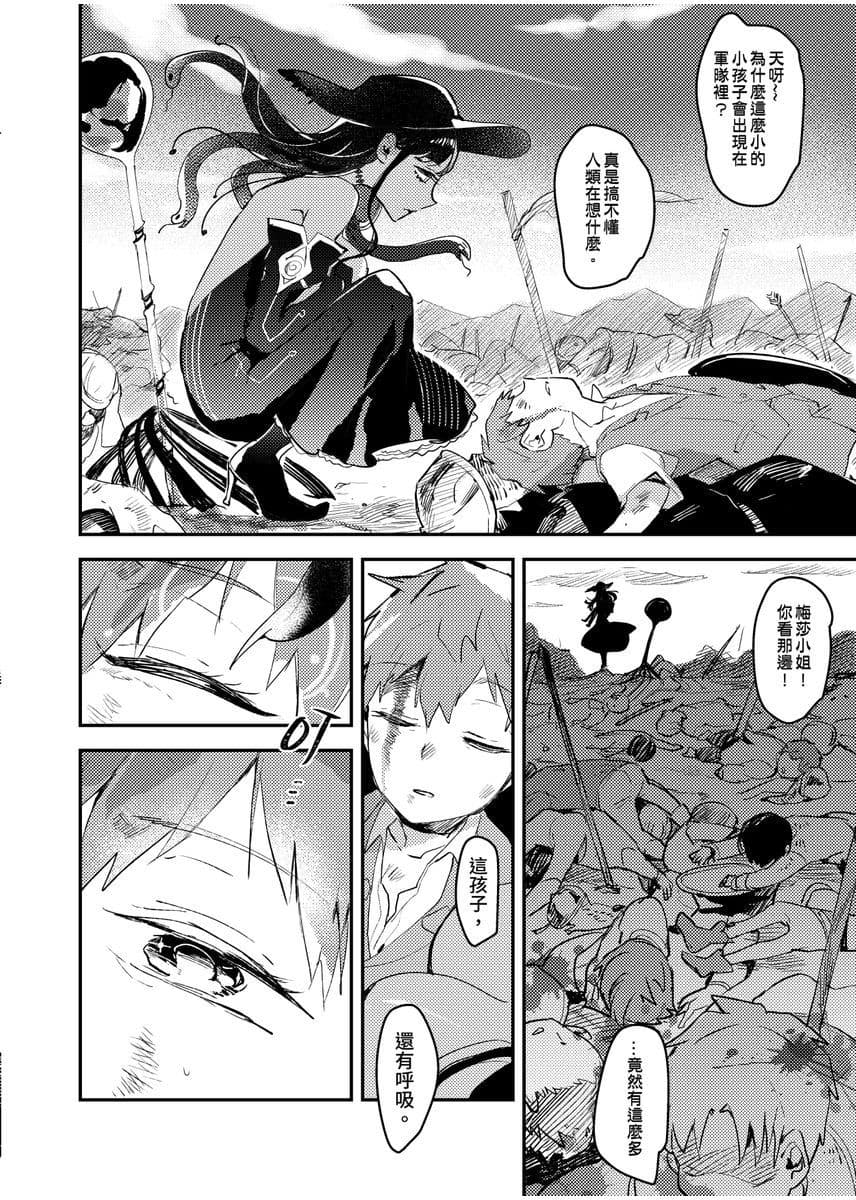 天呀~
為什麼這麼小的
小孩子會出現在
軍隊裡？
真是搞不懂
人類在想什麼。
梅莎小姐！
你看那邊！
…竟然有這麼多
這孩子，
還有呼吸。